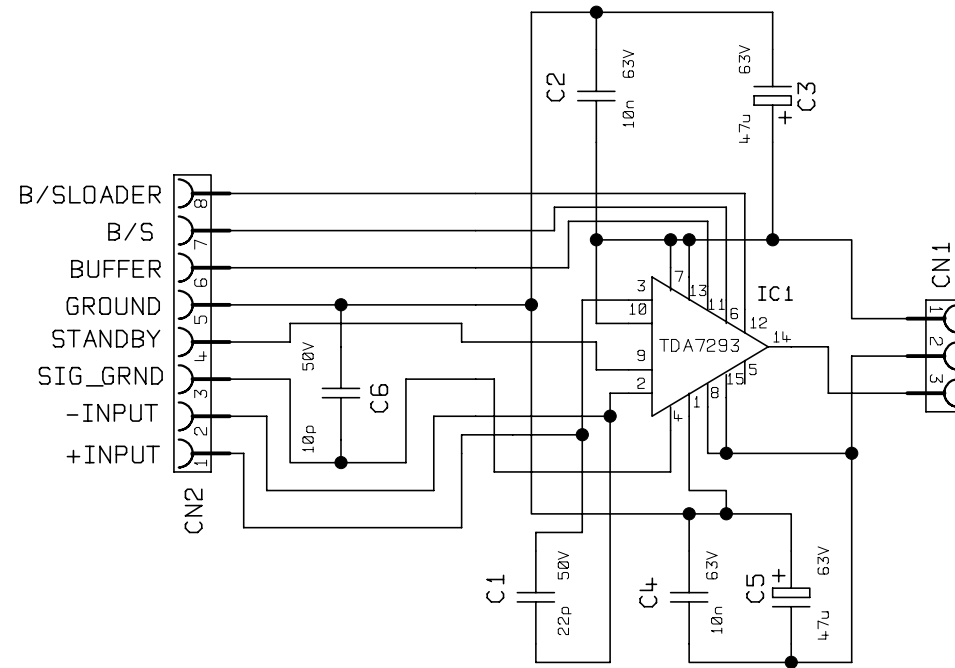 C2
63V
10n
63V
C3
47u
+
B/SLOADER
8
B/S
7
BUFFER
6
GROUND
5
STANDBY
4
SIG_GRND
3
-INPUT
2
+INPUT
1
CN2
50V
C6
10p
3
10
9
2
7
13
11
6
12
IC1
TDA7293
14
5
15
8
1
4
CN1
1
2
3
C1
50V
22p
C4
63V
10n
C5
+
63V
47u